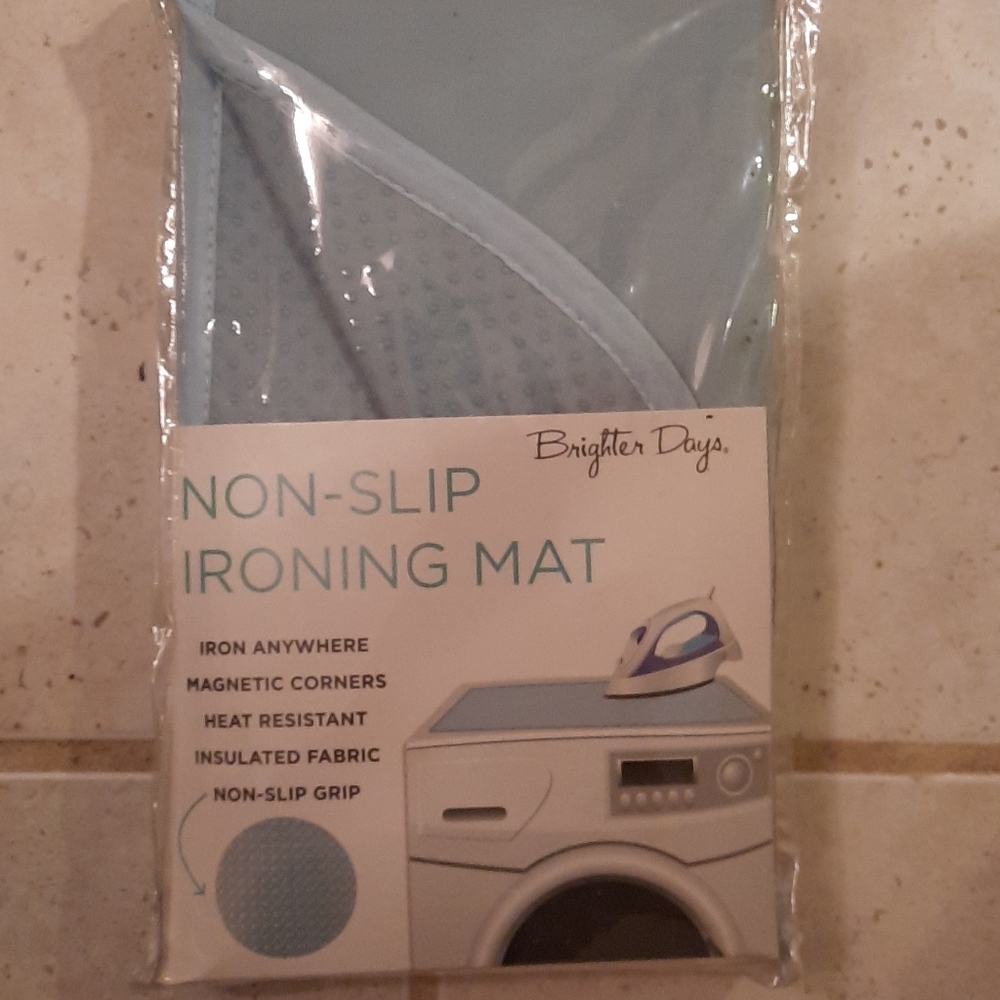 Brighter Days.
NON-SLIP
IRONING MAT
IRON ANYWHERE
MAGNETIC CORNERS
HEAT RESISTANT
INSULATED FABRIC
NON-SLIP GRIP